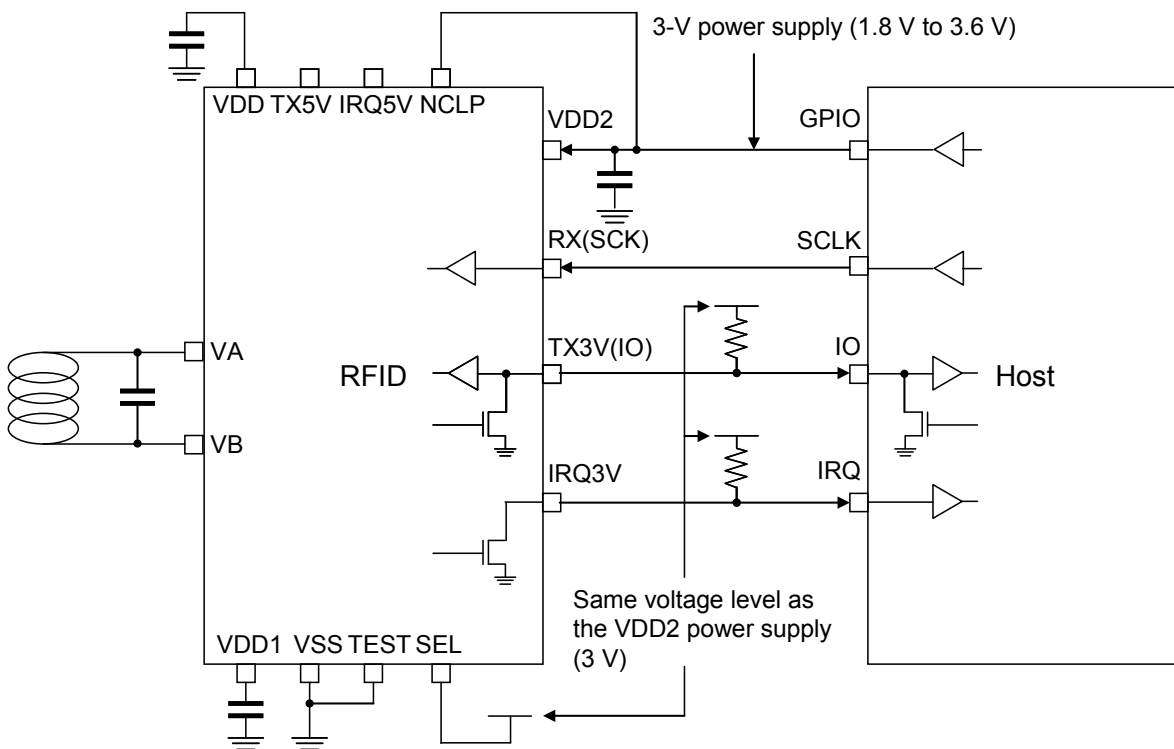 3-V power supply (1.8 V to 3.6 V)
VDD TX5V IRQ5V NCLP
VDD2
GPIO
RX(SCK)
SCLK
TX3V(IO)
IO
VA
RFID
Host
VB
IRQ3V
IRQ
Same voltage level as
the VDD2 power supply
(3 V)
VDD1 VSS TEST SEL